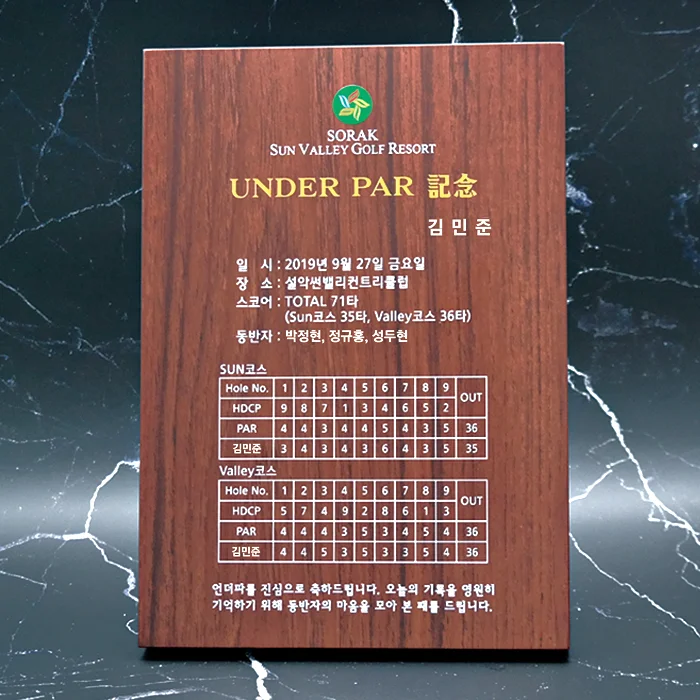 SORAK
SUN VALLEY GOLF RESORT
UNDER PAR 記念
김 민 준
일 시 : 2019년 9월 27일 금요일
장 소 : 설악썬밸리컨트리클럽
스코어 : TOTAL 71타
(Sun코스 35타, Valley코스 36타)
동반자 : 박정현, 정규홍, 성두현
SUN코스
Hole No. 1 2 3 4 5 6 7 8 9 OUT
HDCP 9 8 7 1 3 4 6 5 2
PAR 4 4 3 4 4 5 4 3 5 36
김민준 3 4 3 4 4 6 4 3 5 35
Valley코스
Hole No. 1 2 3 4 5 6 7 8 9 OUT
HDCP 5 7 4 9 2 8 6 1 3
PAR 4 4 4 3 5 3 4 5 4 36
김민준 4 4 5 3 5 3 3 5 4 36
언더파를 진심으로 축하드립니다. 오늘의 기록을 영원히
기억하기 위해 동반자의 마음을 모아 본 패를 드립니다.